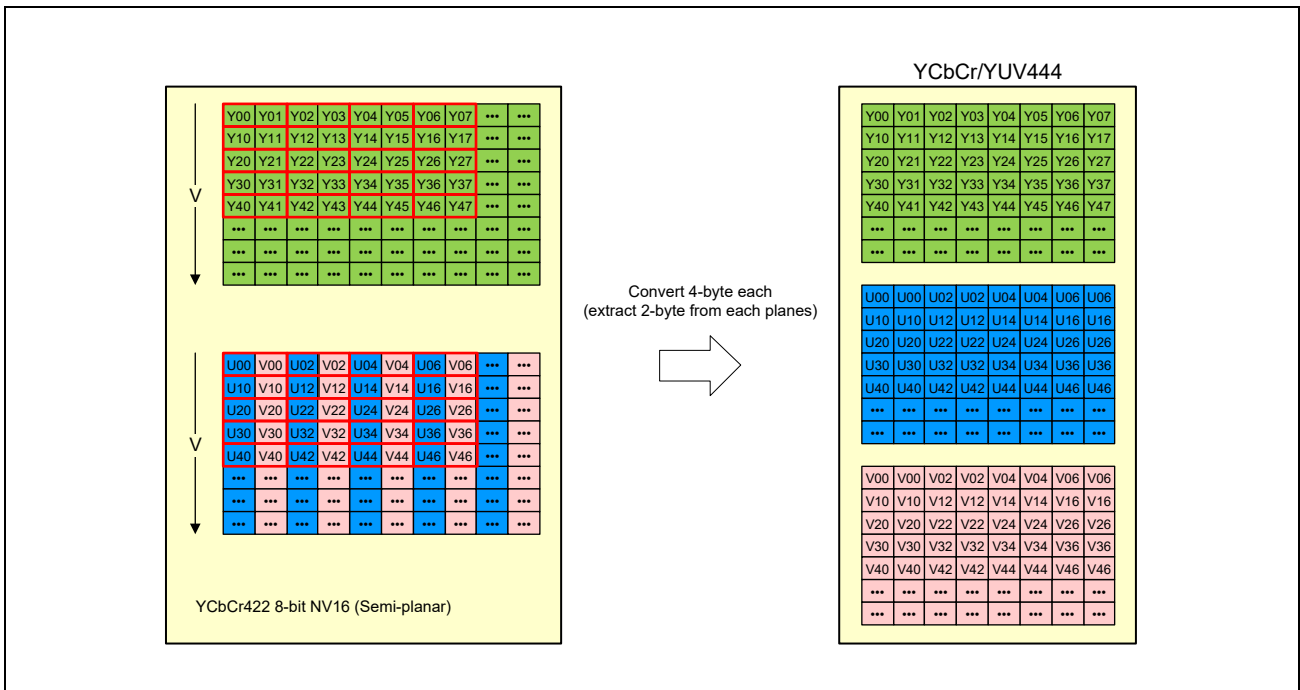 YCbCr/YUV444
Y00 Y01 Y02 Y03 Y04 Y05 Y06 Y07 ••• •••
Y10 Y11 Y12 Y13 Y14 Y15 Y16 Y17 ••• •••
Y20 Y21 Y22 Y23 Y24 Y25 Y26 Y27 ••• •••
Y30 Y31 Y32 Y33 Y34 Y35 Y36 Y37 ••• •••
Y40 Y41 Y42 Y43 Y44 Y45 Y46 Y47 ••• •••
••• ••• ••• ••• ••• ••• ••• ••• ••• •••
••• ••• ••• ••• ••• ••• ••• ••• ••• •••
••• ••• ••• ••• ••• ••• ••• ••• ••• •••
V
U00 V00 U02 V02 U04 V04 U06 V06 ••• •••
U10 V10 U12 V12 U14 V14 U16 V16 ••• •••
U20 V20 U22 V22 U24 V24 U26 V26 ••• •••
U30 V30 U32 V32 U34 V34 U36 V36 ••• •••
U40 V40 U42 V42 U44 V44 U46 V46 ••• •••
••• ••• ••• ••• ••• ••• ••• ••• ••• •••
••• ••• ••• ••• ••• ••• ••• ••• ••• •••
••• ••• ••• ••• ••• ••• ••• ••• ••• •••
V
YCbCr422 8-bit NV16 (Semi-planar)
Convert 4-byte each
(extract 2-byte from each planes)
Y00 Y01 Y02 Y03 Y04 Y05 Y06 Y07
Y10 Y11 Y12 Y13 Y14 Y15 Y16 Y17
Y20 Y21 Y22 Y23 Y24 Y25 Y26 Y27
Y30 Y31 Y32 Y33 Y34 Y35 Y36 Y37
Y40 Y41 Y42 Y43 Y44 Y45 Y46 Y47
••• ••• ••• ••• ••• ••• ••• •••
••• ••• ••• ••• ••• ••• ••• •••
U00 U00 U02 U02 U04 U04 U06 U06
U10 U10 U12 U12 U14 U14 U16 U16
U20 U20 U22 U22 U24 U24 U26 U26
U30 U30 U32 U32 U34 U34 U36 U36
U40 U40 U42 U42 U44 U44 U46 U46
••• ••• ••• ••• ••• ••• ••• •••
••• ••• ••• ••• ••• ••• ••• •••
V00 V00 V02 V02 V04 V04 V06 V06
V10 V10 V12 V12 V14 V14 V16 V16
V20 V20 V22 V22 V24 V24 V26 V26
V30 V30 V32 V32 V34 V34 V36 V36
V40 V40 V42 V42 V44 V44 V46 V46
••• ••• ••• ••• ••• ••• ••• •••
••• ••• ••• ••• ••• ••• ••• •••